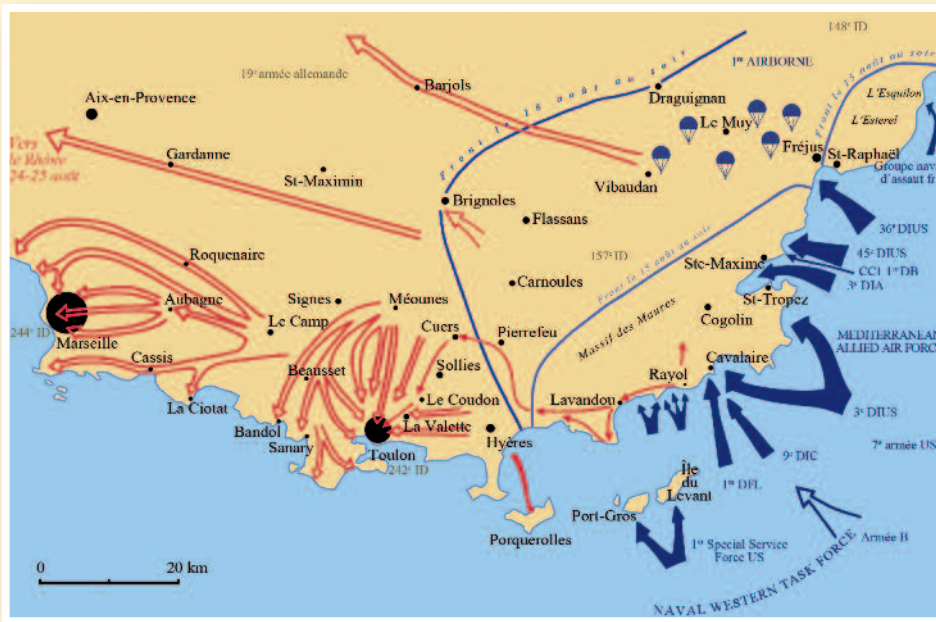 148e ID
19e armée allemande
1re AIRBORNE
Barjols
Front le 18 août au soir
Front le 15 août au soir
Draguignan
L'Esquilon
Aix-en-Provence
Le Muy
L'Esterel
Vers
le Rhône
24-25 août
Gardanne
St-Maximin
Fréjus
St-Raphaël
Vibaudan
Groupe nav
d'assaut fr
Brignoles
Flassans
36e DIUS
Roquenaire
157e ID
Front le 15 août au soir
Ste-Maxime
45e DIUS
CC1 1re DB
3e DIA
Carnoules
St-Tropez
Signes
Méounes
Massif des Maures
Cogolin
Aubagne
Le Camp
Cuers
Pierrefeu
244e ID
Marseille
MEDITERRANEAN
ALLIED AIR FORC
Cassis
Beausset
Sollies
Rayol
Cavalaire
La Ciotat
Le Coudon
Lavandou
3e DIUS
Bandol
La Valette
Sanary
Toulon
Hyères
7e armée US
242e ID
9e DIC
Île
du
Levant
1re DFL
Port-Gros
Armée B
Porquerolles
1re Special Service
Force US
0
20 km
NAVAL WESTERN TASK FORCE